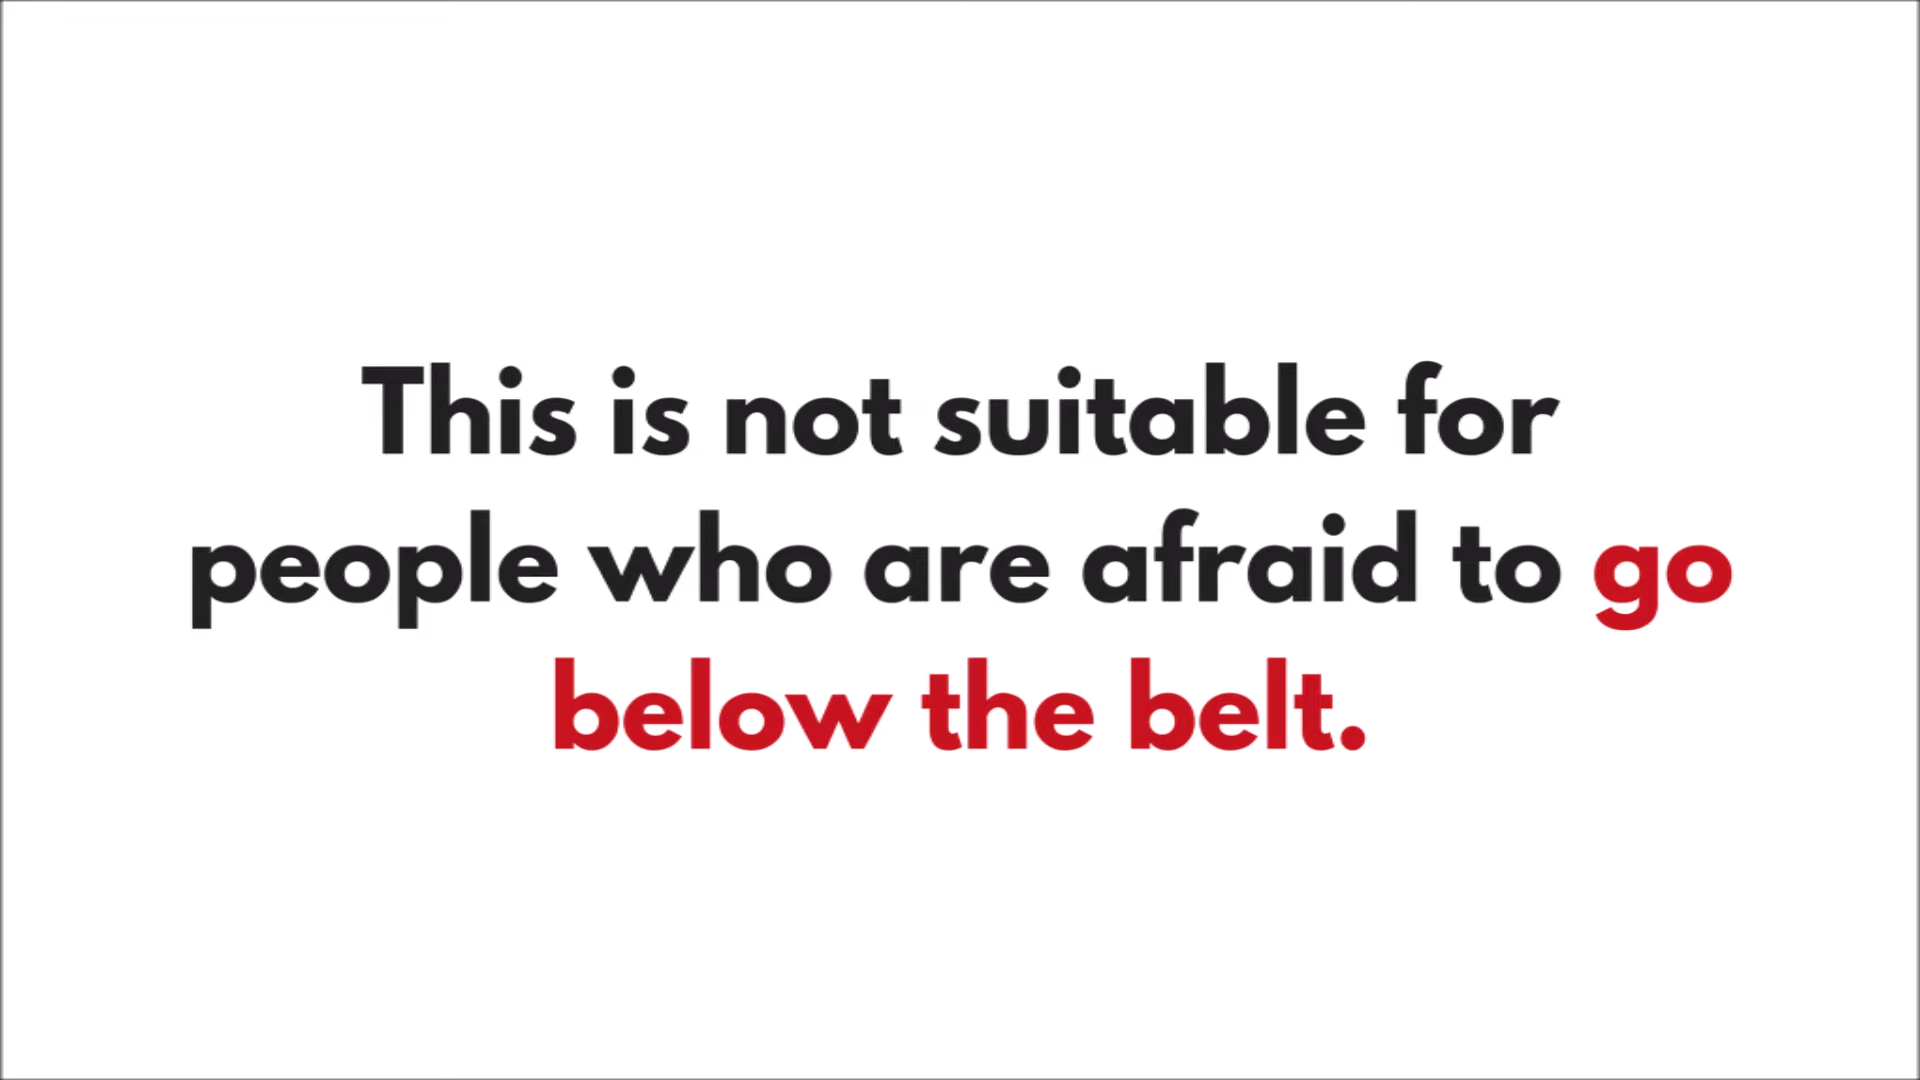 This is not suitable for
people who are afraid to go
below the belt.